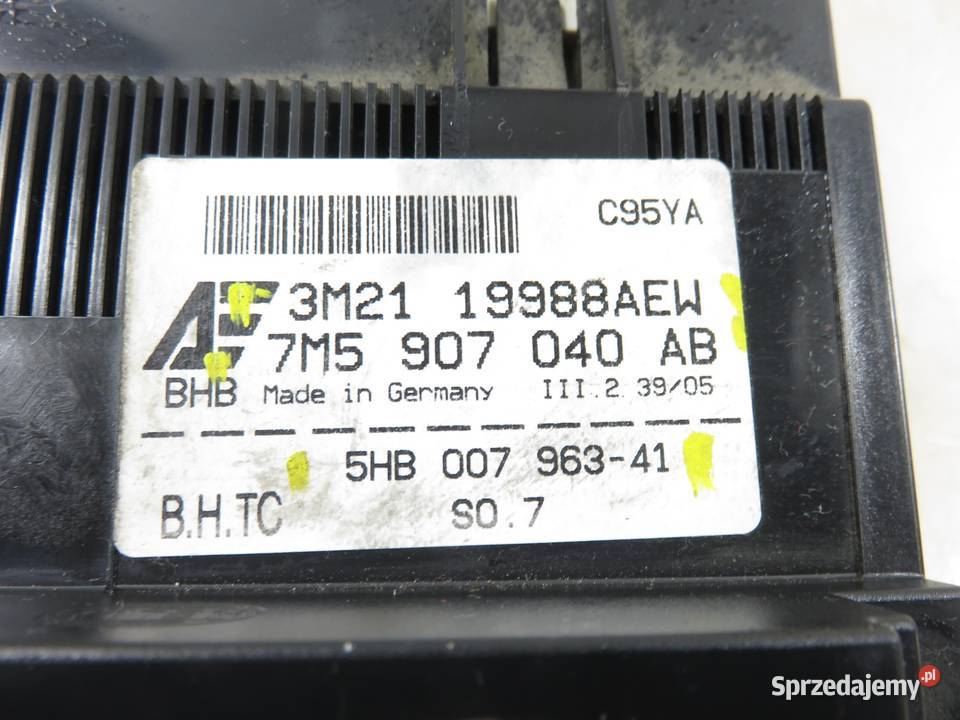 C95YA
3M21 19988AEW
7M5 907 040 AB
BHB Made in Germany III.2.39/05
5HB 007 963-41
B.H.TC SO.7
Sprzedajemy.pl